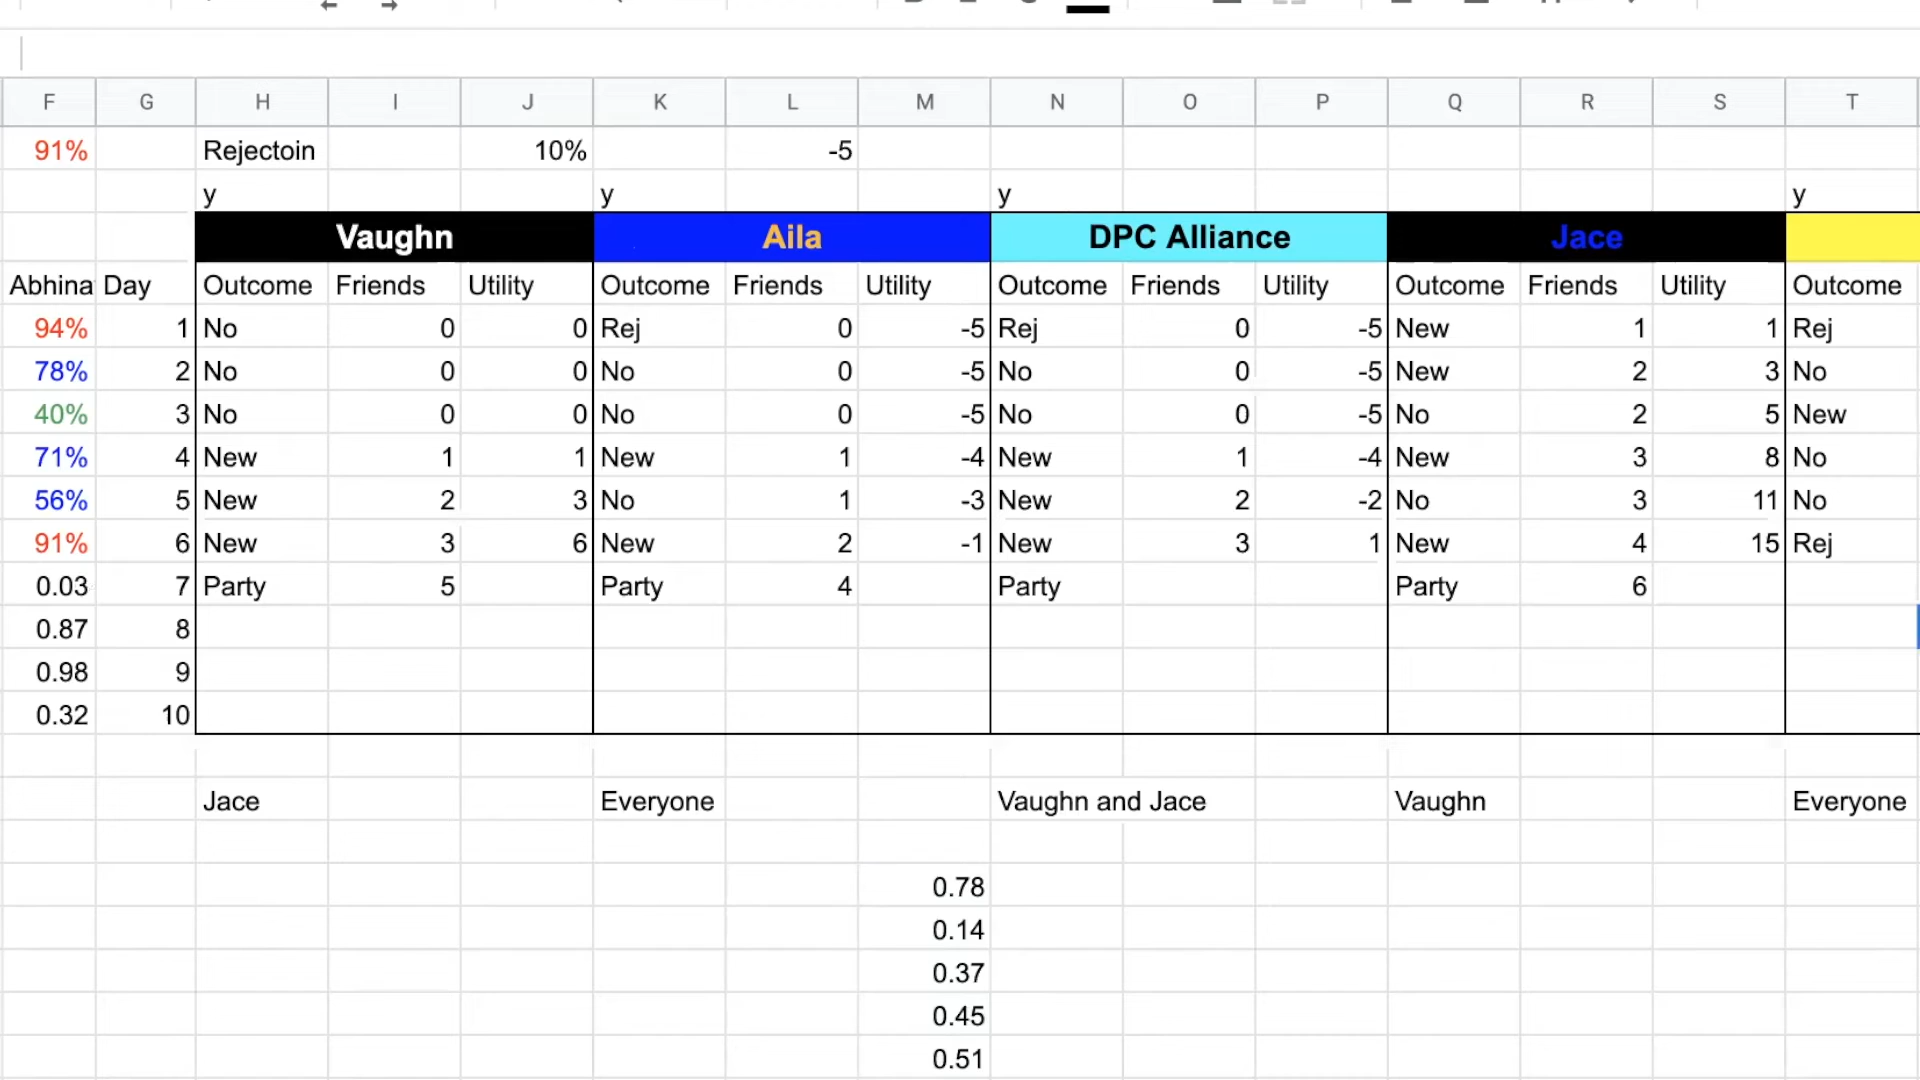 F G H I J K L M N O P Q R S T
91% Rejectoin 10% -5
y y y y
Vaughn Aila DPC Alliance Jace
Abhina Day Outcome Friends Utility Outcome Friends Utility Outcome Friends Utility Outcome Friends Utility Outcome
94% 1 No 0 0 Rej 0 -5 Rej 0 -5 New 1 1 Rej
78% 2 No 0 0 No 0 -5 No 0 -5 New 2 3 No
40% 3 No 0 0 No 0 -5 No 0 -5 No 2 5 New
71% 4 New 1 1 New 1 -4 New 1 -4 New 3 8 No
56% 5 New 2 3 No 1 -3 New 2 -2 No 3 11 No
91% 6 New 3 6 New 2 -1 New 3 1 New 4 15 Rej
0.03 7 Party 5 Party 4 Party Party 6
0.87 8
0.98 9
0.32 10
Jace Everyone Vaughn and Jace Vaughn Everyone
0.78
0.14
0.37
0.45
0.51